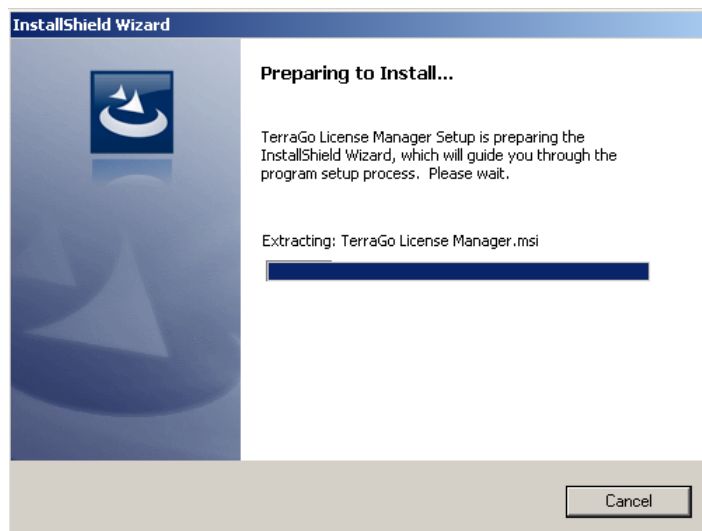 InstallShield Wizard
Preparing to Install...
TerraGo License Manager Setup is preparing the
InstallShield Wizard, which will guide you through the
program setup process. Please wait.
Extracting: TerraGo License Manager.msi
Cancel